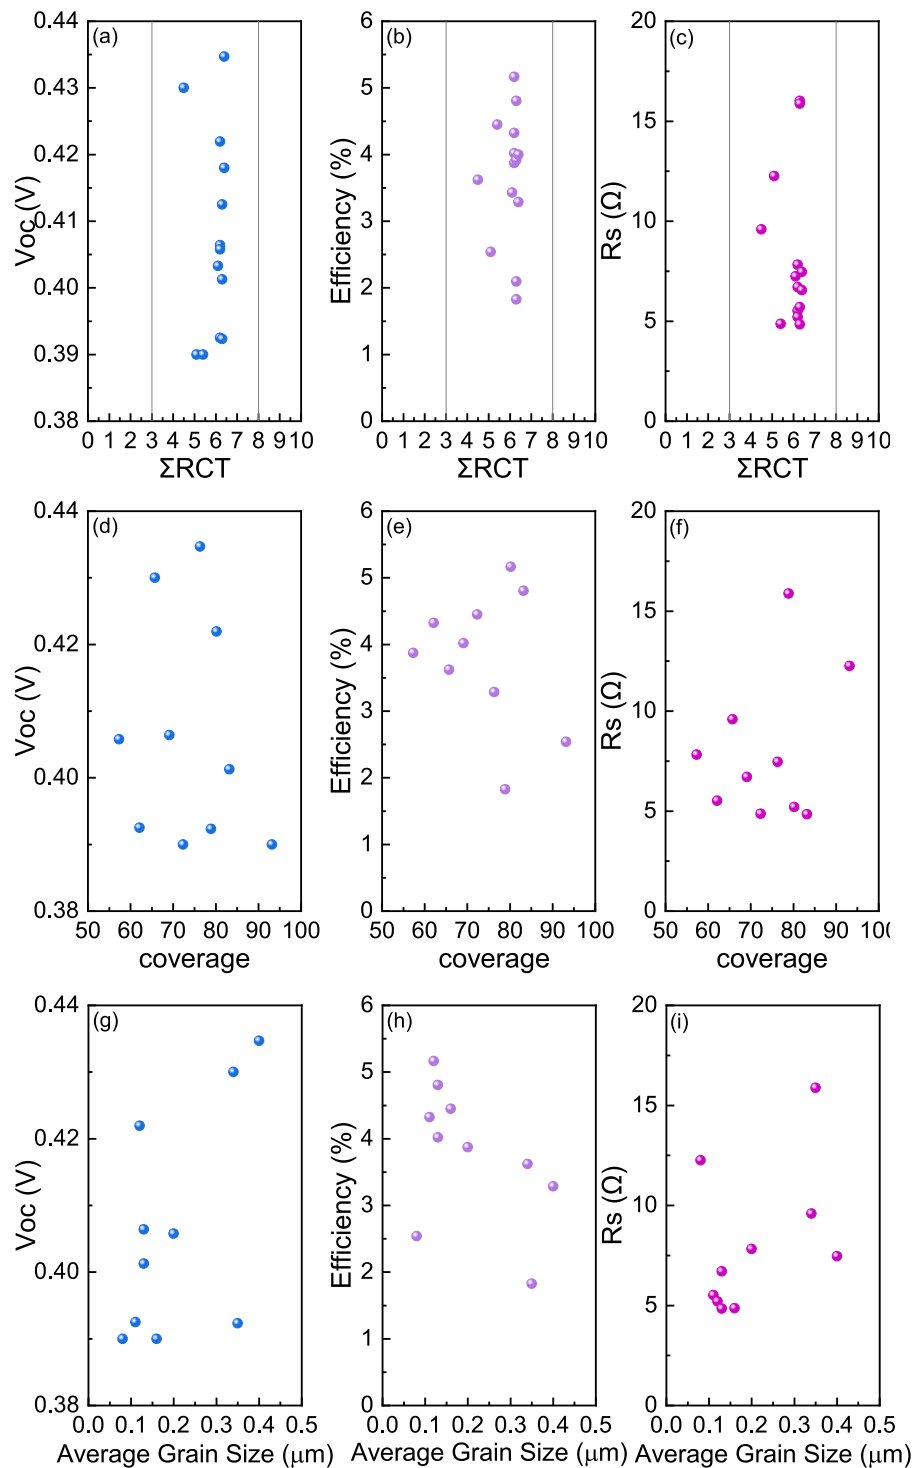 (a)
0.44
0.43
0.42
0.41
0.40
0.39
0.38
Voc (V)
0 1 2 3 4 5 6 7 8 9 10
ΣRCT
(b)
6
5
4
3
2
1
0
Efficiency (%)
0 1 2 3 4 5 6 7 8 9 10
ΣRCT
(c)
20
15
10
5
0
Rs (Ω)
0 1 2 3 4 5 6 7 8 9 10
ΣRCT
(d)
0.44
0.42
0.40
0.38
Voc (V)
50 60 70 80 90 100
coverage
(e)
6
5
4
3
2
1
0
Efficiency (%)
50 60 70 80 90 100
coverage
(f)
20
15
10
5
0
Rs (Ω)
50 60 70 80 90 100
coverage
(g)
0.44
0.42
0.40
0.38
Voc (V)
0.0 0.1 0.2 0.3 0.4 0.5
Average Grain Size (μm)
(h)
6
5
4
3
2
1
0
Efficiency (%)
0.0 0.1 0.2 0.3 0.4 0.5
Average Grain Size (μm)
(i)
20
15
10
5
0
Rs (Ω)
0.0 0.1 0.2 0.3 0.4 0.5
Average Grain Size (μm)